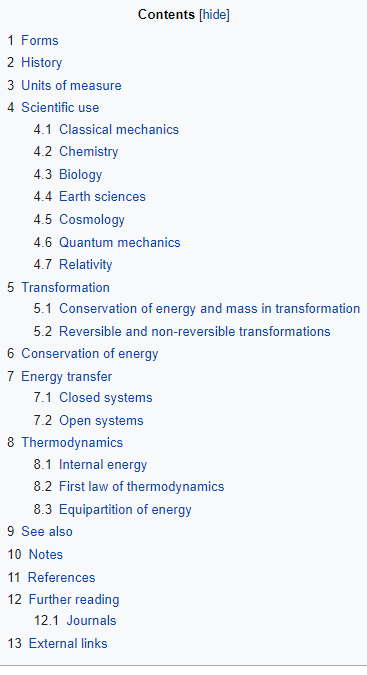 Contents [hide]
1 Forms
2 History
3 Units of measure
4 Scientific use
4.1 Classical mechanics
4.2 Chemistry
4.3 Biology
4.4 Earth sciences
4.5 Cosmology
4.6 Quantum mechanics
4.7 Relativity
5 Transformation
5.1 Conservation of energy and mass in transformation
5.2 Reversible and non-reversible transformations
6 Conservation of energy
7 Energy transfer
7.1 Closed systems
7.2 Open systems
8 Thermodynamics
8.1 Internal energy
8.2 First law of thermodynamics
8.3 Equipartition of energy
9 See also
10 Notes
11 References
12 Further reading
12.1 Journals
13 External links